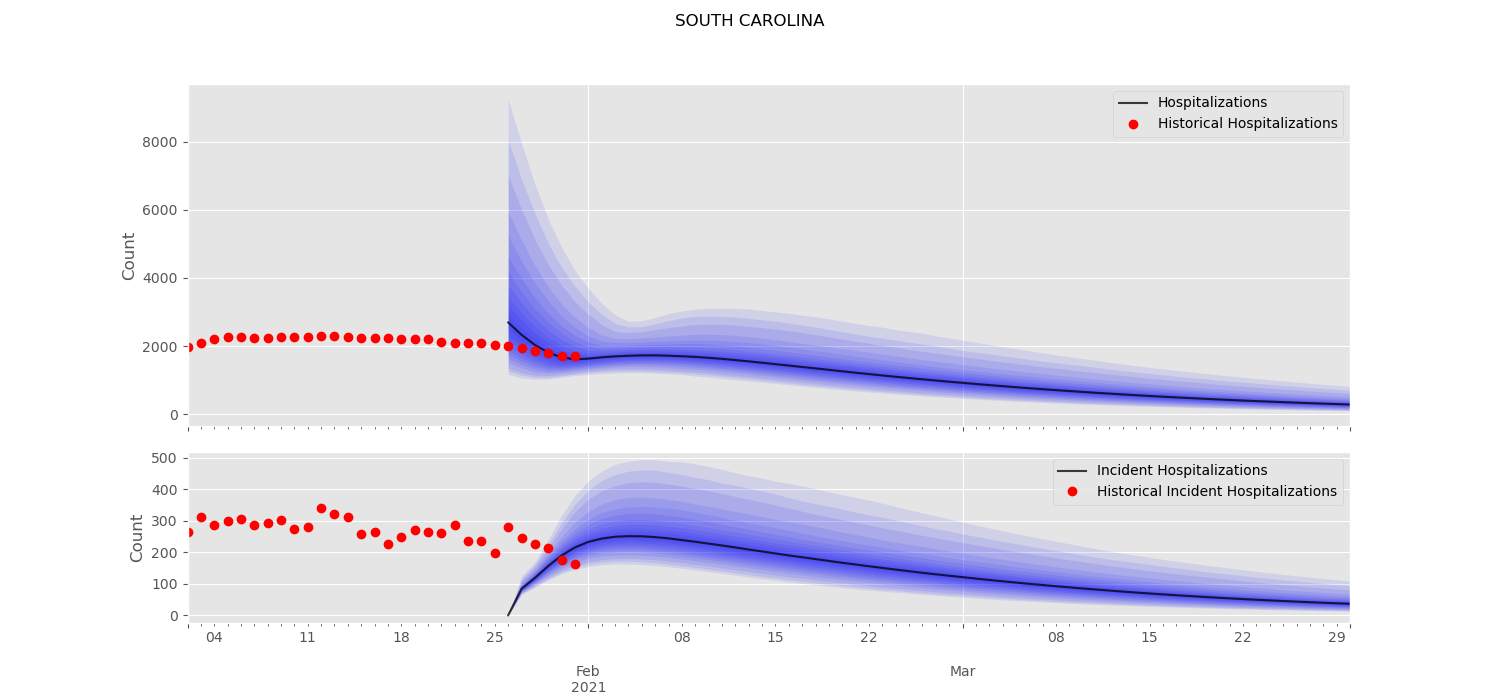 SOUTH CAROLINA
Hospitalizations
Historical Hospitalizations
8000
6000
4000
2000
0
Count
Incident Hospitalizations
Historical Incident Hospitalizations
500
400
300
200
100
0
Count
04 11 18 25 08 15 22 08 15 22 29
Feb Mar
2021